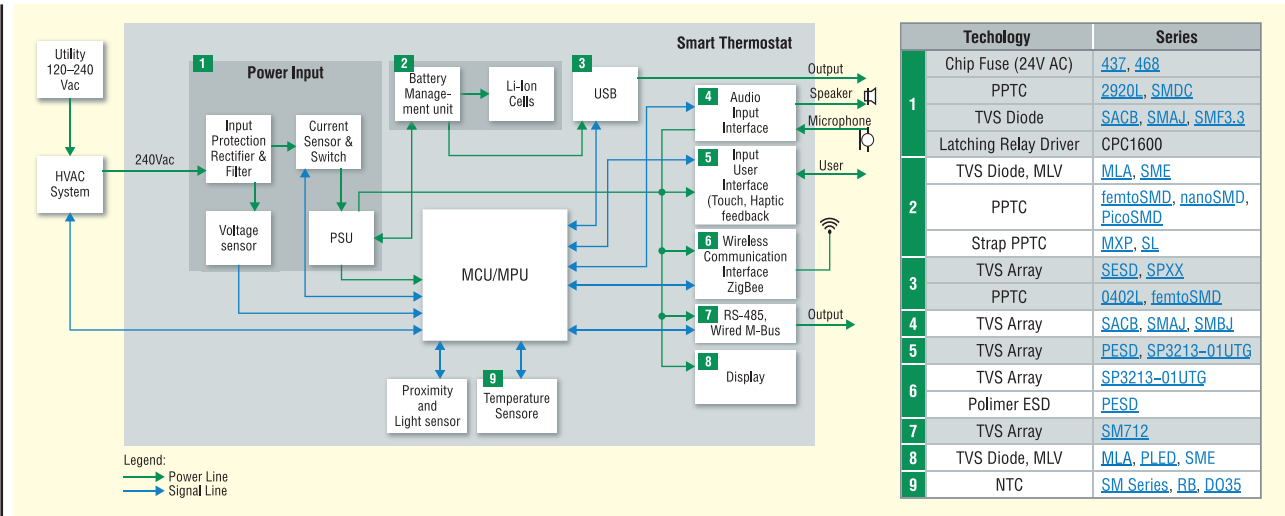 Utility
120–240
Vac
HVAC
System
240Vac
Smart Thermostat
1
Power Input
Input
Protection
Rectifier &
Filter
Current
Sensor &
Switch
Voltage
sensor
PSU
2
Battery
Manage-
ment unit
Li-Ion
Cells
3
USB
Output
4
Audio
Input
Interface
Speaker
Microphone
5
Input
User
Interface
(Touch, Haptic
feedback
User
6
Wireless
Communication
Interface
ZigBee
MCU/MPU
7
RS-485,
Wired M-Bus
Output
8
Display
Proximity
and
Light sensor
9
Temperature
Sensore
Legend:
Power Line
Signal Line
Techology Series
1
Chip Fuse (24V AC) 437, 468
PPTC 2920L, SMDC
TVS Diode SACB, SMAJ, SMF3.3
Latching Relay Driver CPC1600
2
TVS Diode, MLV MLA, SME
PPTC femtoSMD, nanoSMD,
PicoSMD
Strap PPTC MXP, SL
3
TVS Array SESD, SPXX
PPTC 0402L, femtoSMD
4 TVS Array SACB, SMAJ, SMBJ
5 TVS Array PESD, SP3213–01UTG
6
TVS Array SP3213–01UTG
Polimer ESD PESD
7 TVS Array SM712
8 TVS Diode, MLV MLA, PLED, SME
9 NTC SM Series, RB, DO35